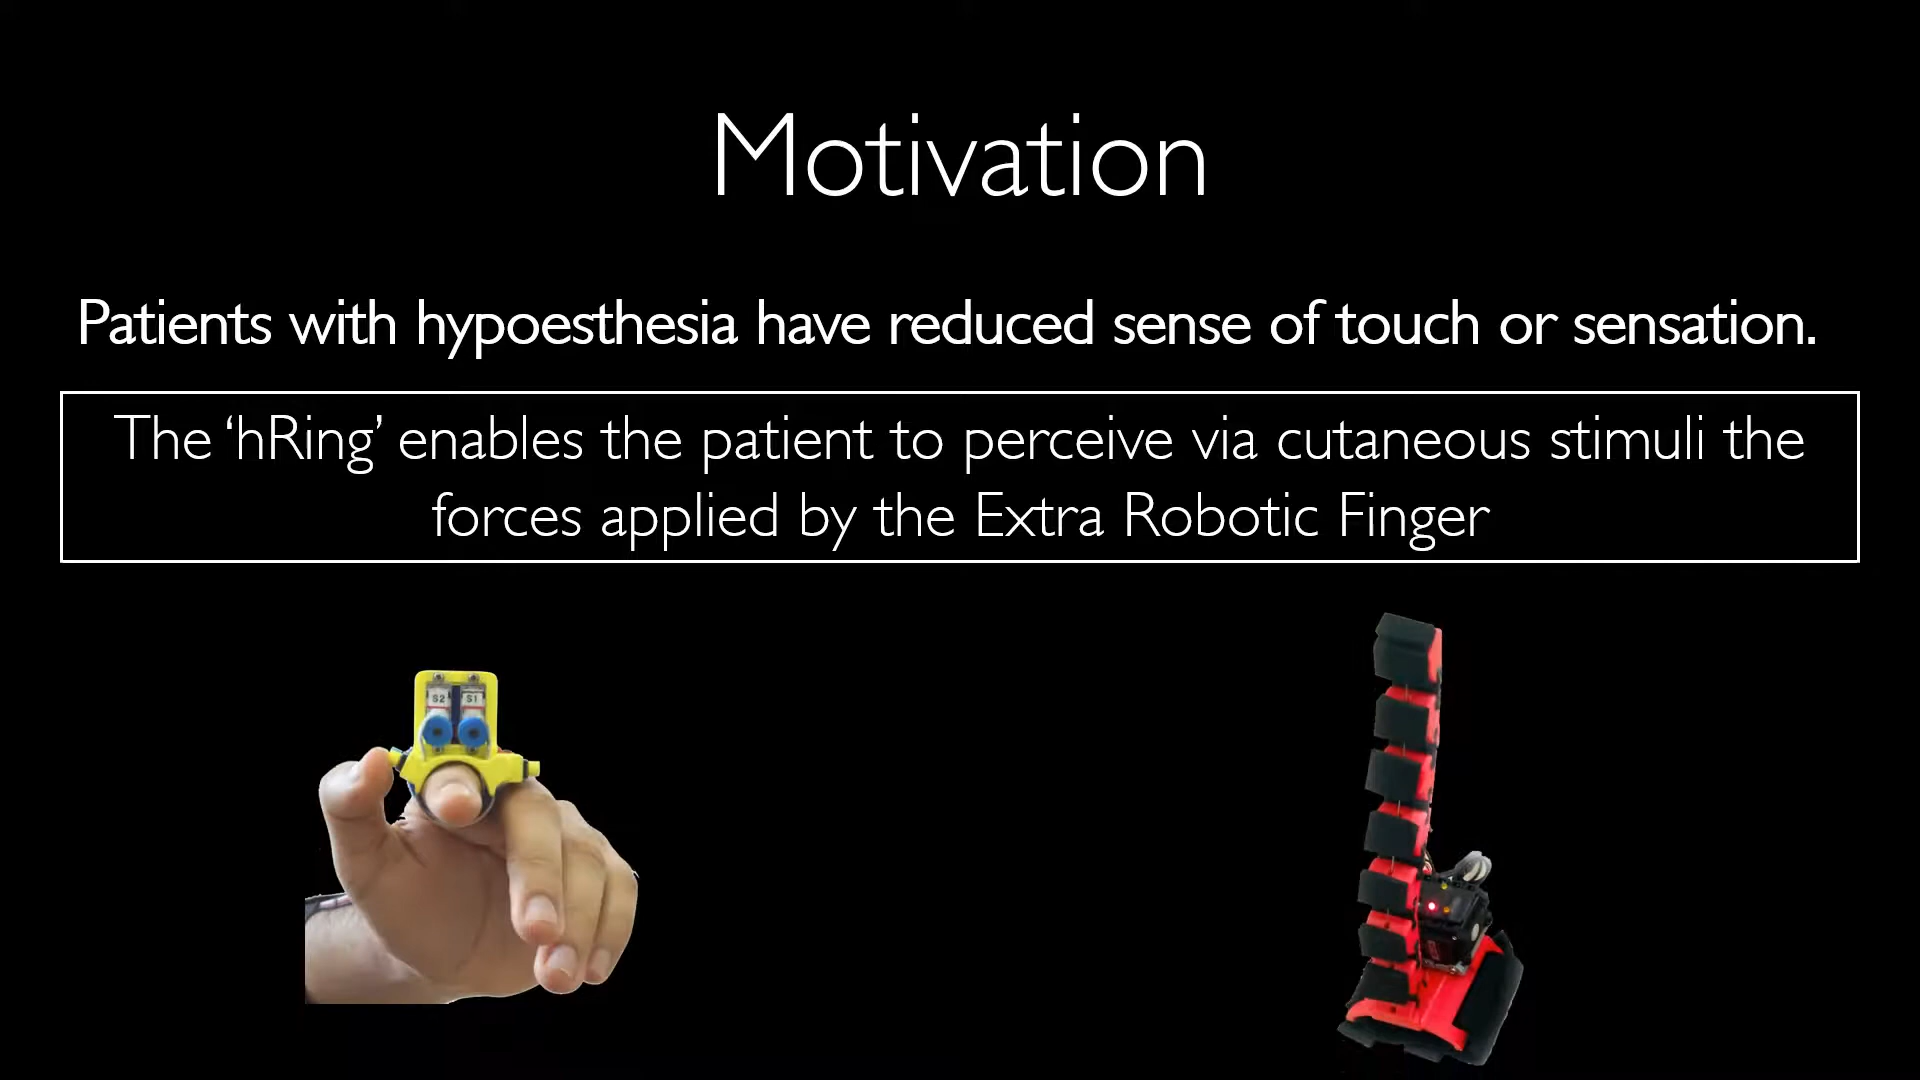 Motivation
Patients with hypoesthesia have reduced sense of touch or sensation.
The ‘hRing’ enables the patient to perceive via cutaneous stimuli the
forces applied by the Extra Robotic Finger
S2 S1